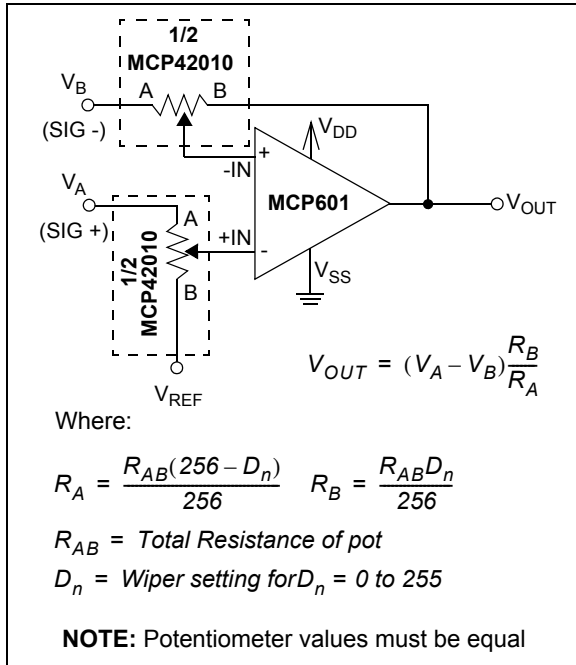 1/2
MCP42010
V_B
A
B
(SIG -)
V_DD
+
-IN
V_A
MCP601
V_OUT
(SIG +)
A
+IN
-
1/2
MCP42010
B
V_SS
V_REF
V_OUT = (V_A – V_B) R_B/R_A
Where:
R_A = R_AB(256 – D_n)/256 R_B = R_AB D_n/256
R_AB = Total Resistance of pot
D_n = Wiper setting forD_n = 0 to 255
NOTE: Potentiometer values must be equal